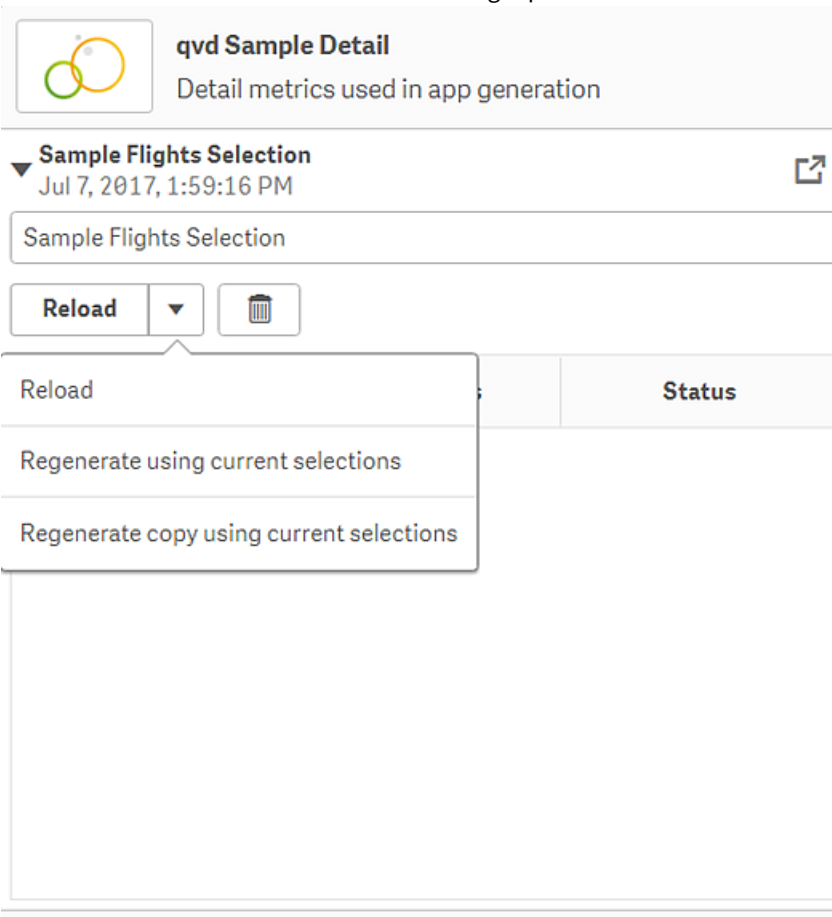 qvd Sample Detail
Detail metrics used in app generation
Sample Flights Selection
Jul 7, 2017, 1:59:16 PM
Sample Flights Selection
Reload
Reload
Status
Regenerate using current selections
Regenerate copy using current selections